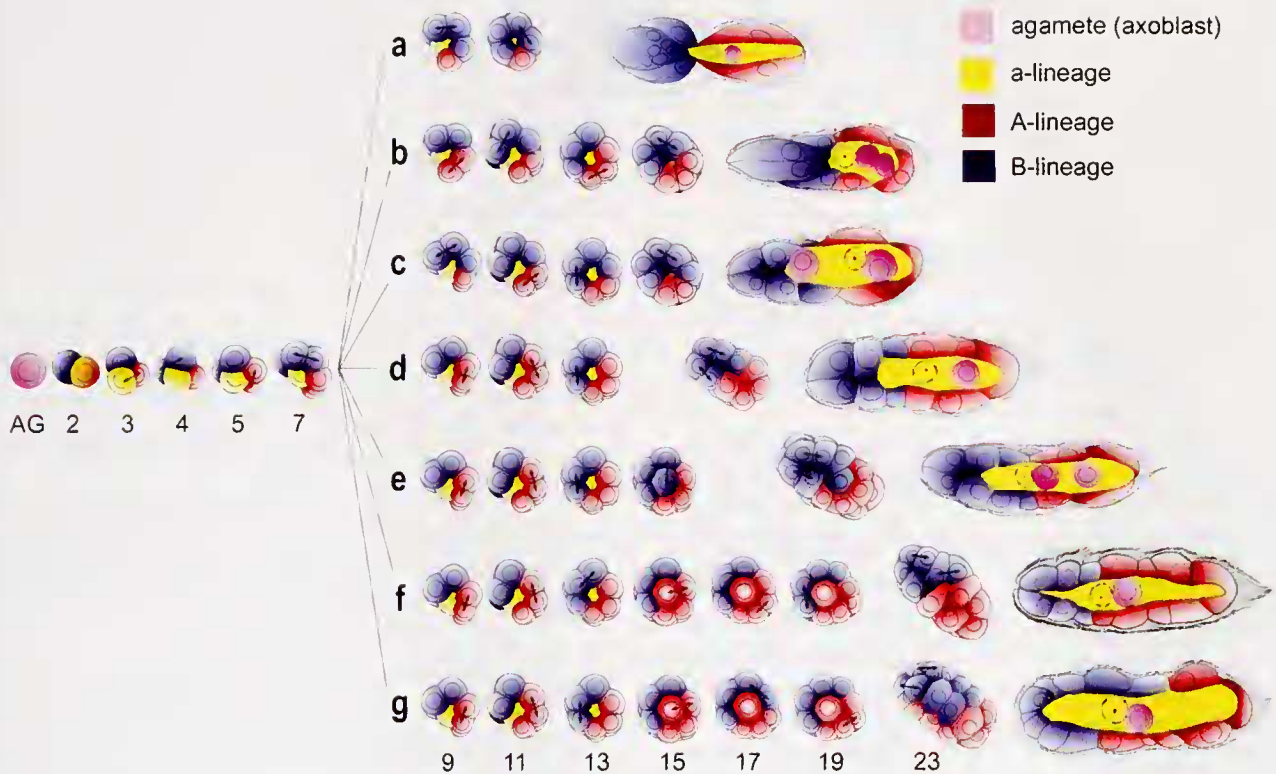 a
agamete (axoblast)
a-lineage
A-lineage
B-lineage
b
c
d
AG 2 3 4 5 7
e
f
g
9 11 13 15 17 19 23